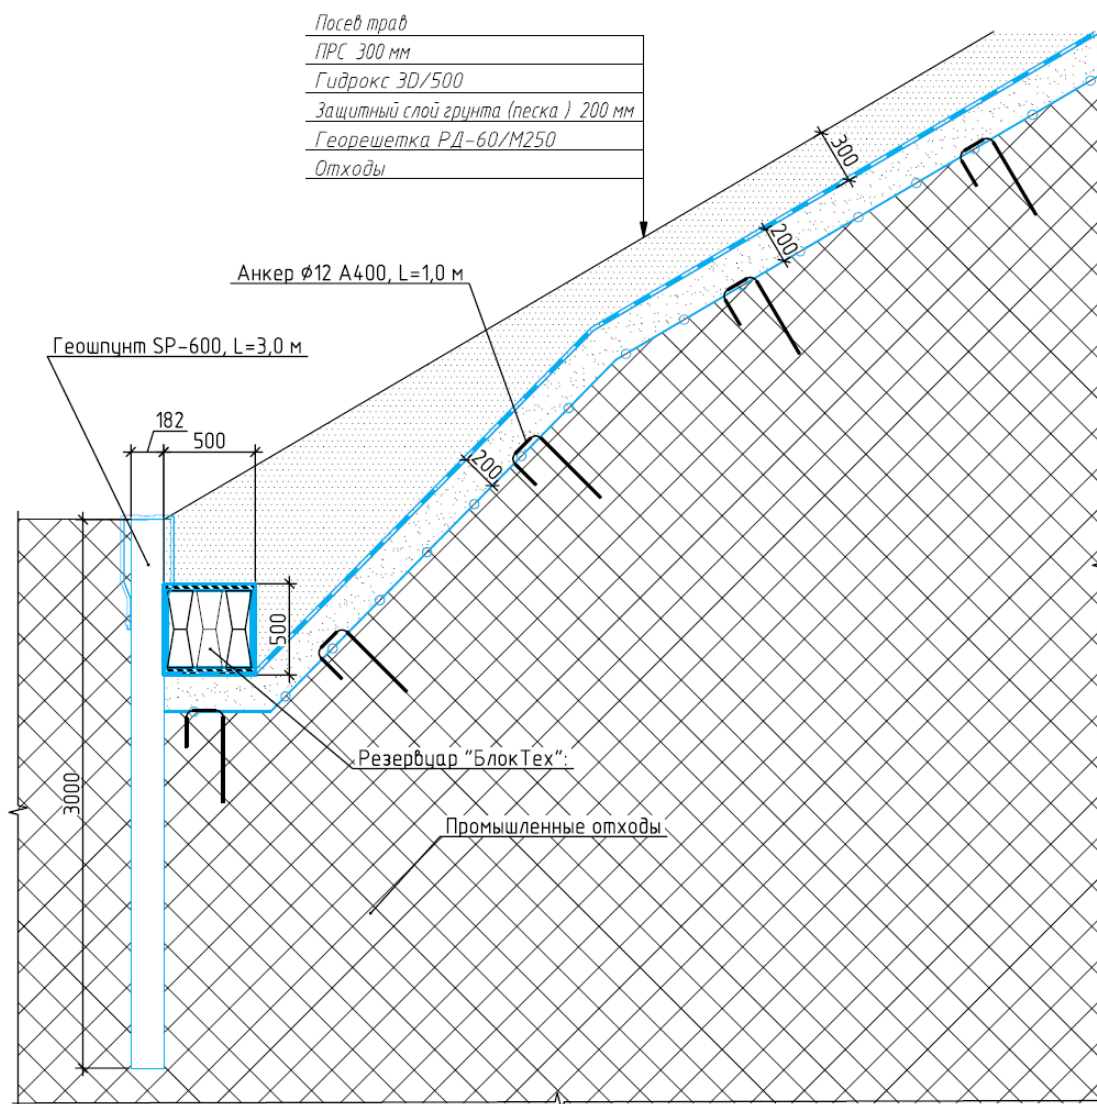 Посев трав
ПРС 300 мм
Гидрокс 3D/500
Защитный слой грунта (песка ) 200 мм
Георешетка РД-60/М250
Отходы
300
200
Анкер ϕ12 А400, L=1,0 м
Геошпунт SP-600, L=3,0 м
182
500
200
500
3000
Резервуар "БлокТех":
Промышленные отходы